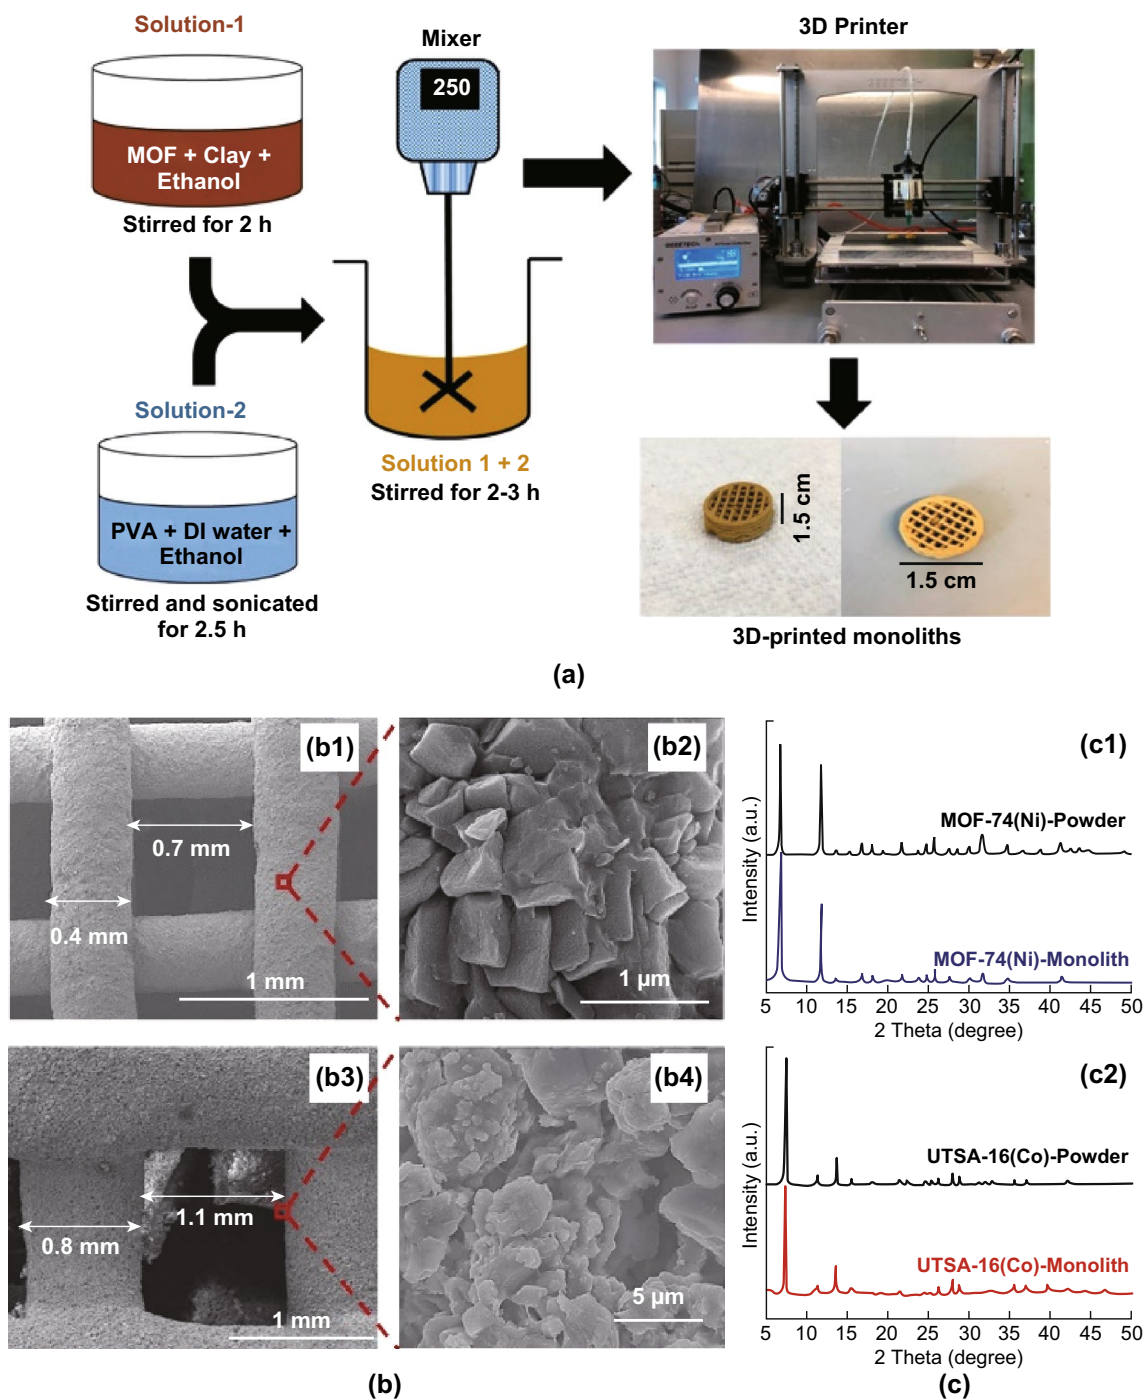 Solution-1
MOF + Clay +
Ethanol
Stirred for 2 h
Mixer
250
3D Printer
Solution-2
PVA + DI water +
Ethanol
Stirred and sonicated
for 2.5 h
Solution 1 + 2
Stirred for 2-3 h
1.5 cm
1.5 cm
3D-printed monoliths
(a)
(b1)
0.7 mm
0.4 mm
1 mm
(b2)
1 µm
(b3)
1.1 mm
0.8 mm
1 mm
(b4)
5 µm
(b)
(c1)
MOF-74(Ni)-Powder
MOF-74(Ni)-Monolith
Intensity (a.u.)
5 10 15 20 25 30 35 40 45 50
2 Theta (degree)
(c2)
UTSA-16(Co)-Powder
UTSA-16(Co)-Monolith
Intensity (a.u.)
5 10 15 20 25 30 35 40 45 50
2 Theta (degree)
(c)